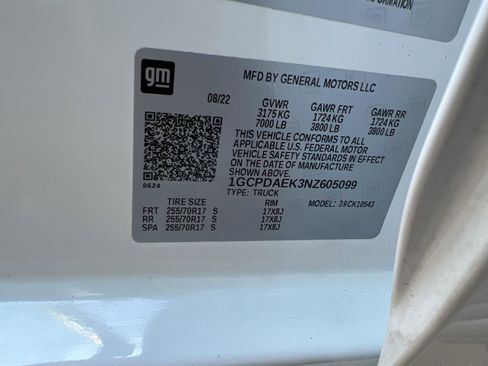 FORMATION
gm
MFD BY GENERAL MOTORS LLC
08/22
GVWR GAWR FRT GAWR RR
3175 KG 1724 KG 1724 KG
7000 LB 3800 LB 3800 LB
THIS VEHICLE CONFORMS TO ALL
APPLICABLE U.S. FEDERAL MOTOR
VEHICLE SAFETY STANDARDS IN EFFECT
ON THE DATE OF MANUFACTURE
SHOWN ABOVE.
1GCPDAEK3NZ605099
TYPE: TRUCK
8624
TIRE SIZE RIM MODEL: 39CK10543
FRT 255/70R17 S 17X8J
RR 255/70R17 S 17X8J
SPA 255/70R17 S 17X8J